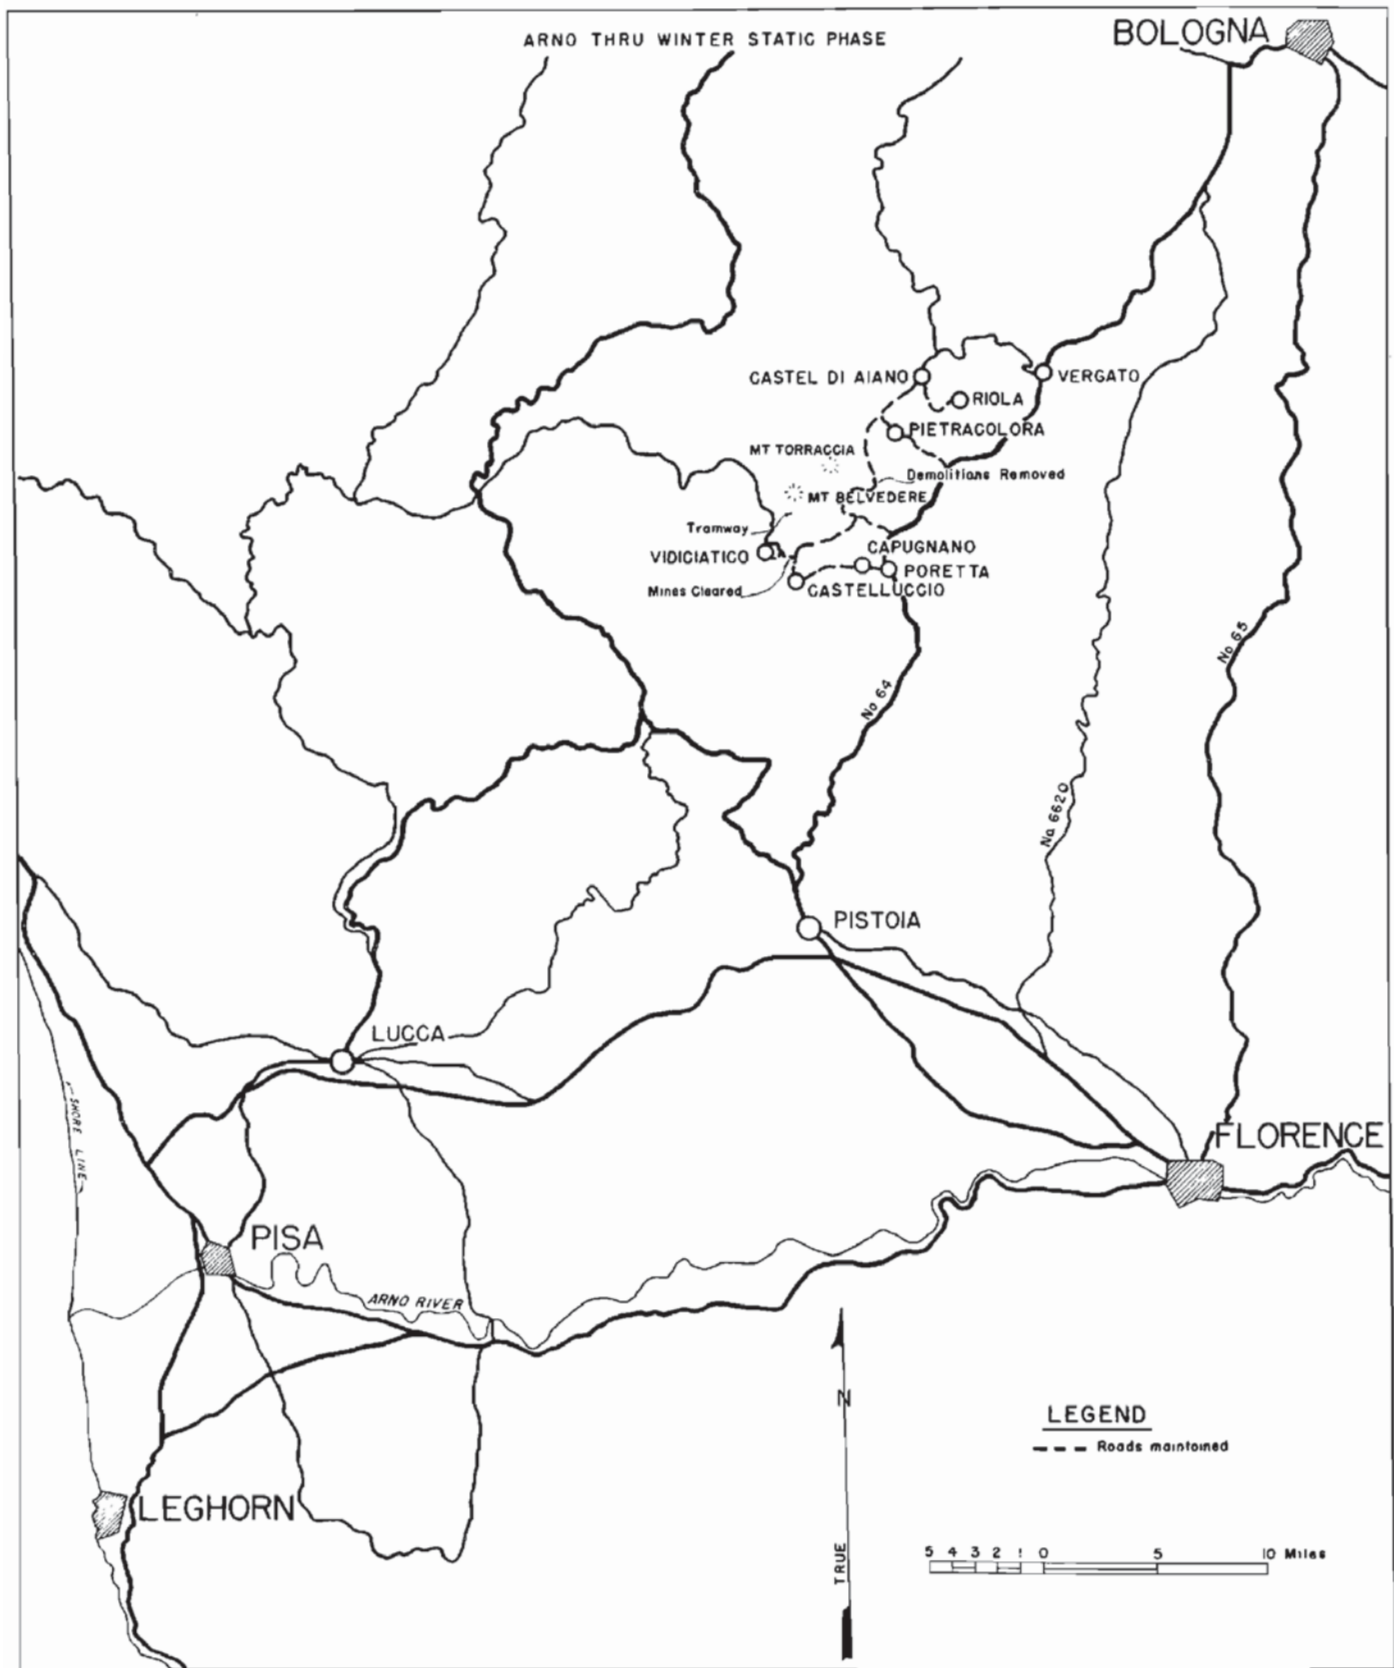 ARNO THRU WINTER STATIC PHASE
BOLOGNA
CASTEL DI AIANO
VERGATO
RIOLA
PIETRACOLORA
MT TORRACCIA
Demolitions Removed
MT BELVEDERE
Tramway
VIDICIATICO
CAPUGNANO
PORETTA
Mines Cleared
CASTELLUCCIO
No 65
No 64
No 6620
PISTOIA
LUCCA
SHORE LINE
FLORENCE
PISA
ARNO RIVER
N
TRUE
LEGEND
Roads maintained
LEGHORN
5 4 3 2 1 0 5 10 Miles